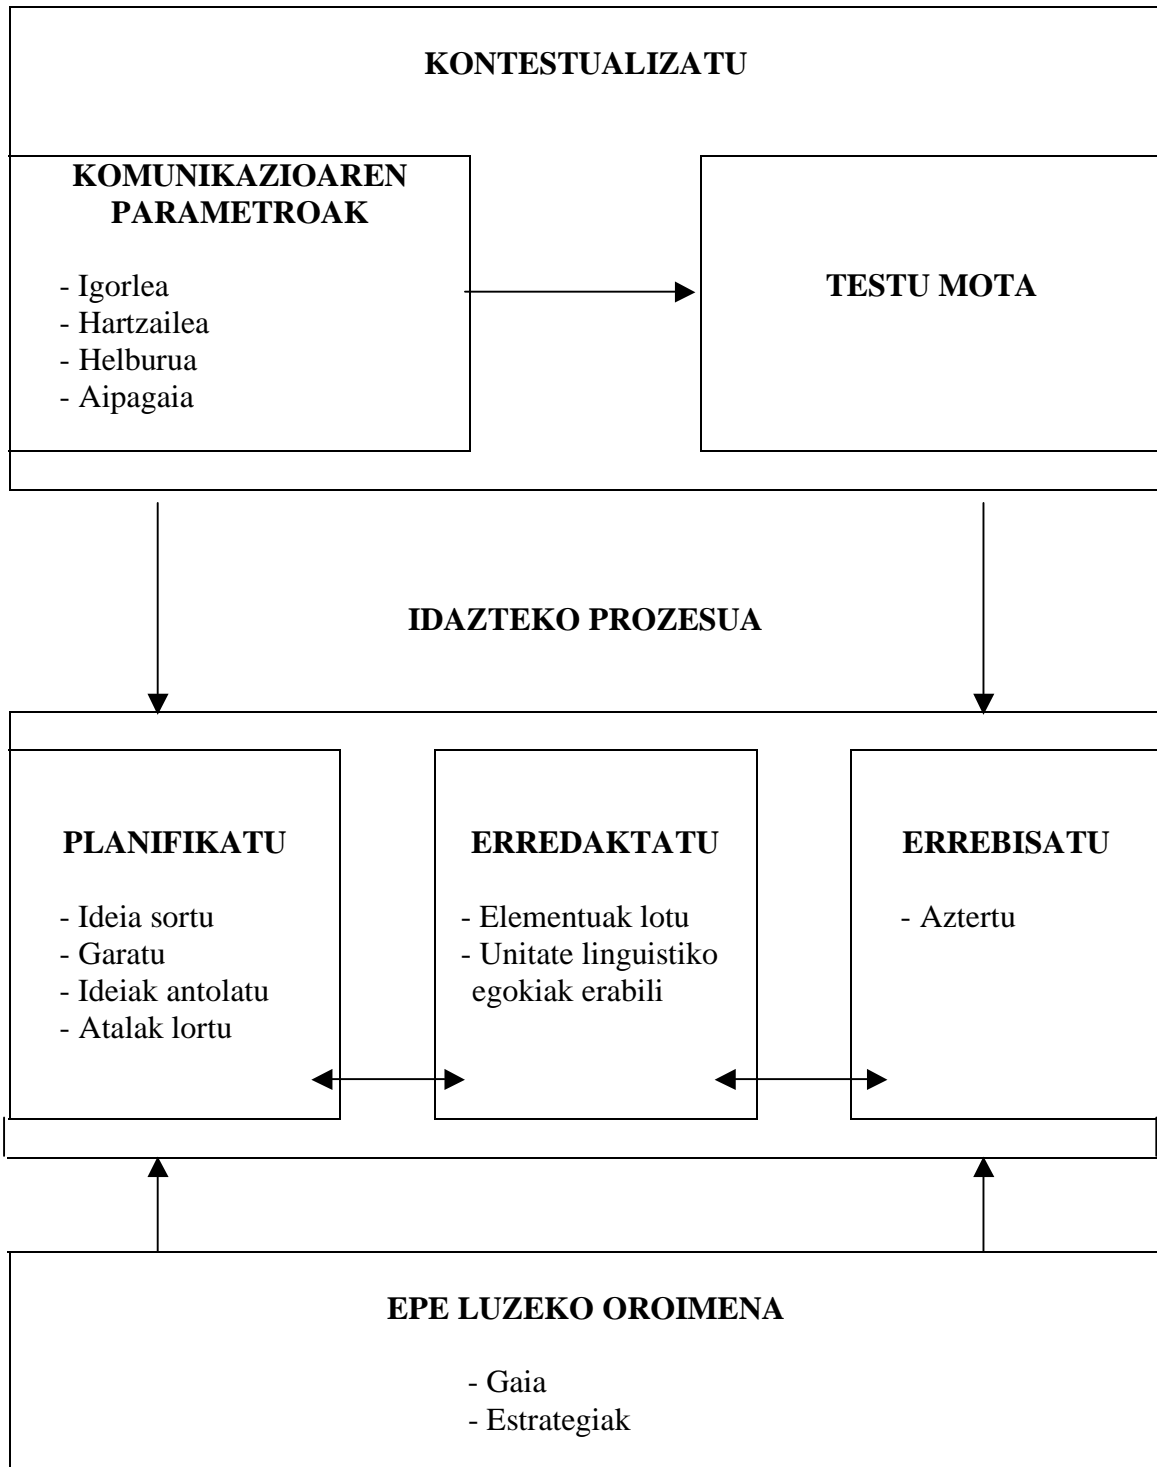 KONTESTUALIZATU
KOMUNIKAZIOAREN
PARAMETROAK
- Igorlea
- Hartzailea
- Helburua
- Aipagaia
TESTU MOTA
IDAZTEKO PROZESUA
PLANIFIKATU
- Ideia sortu
- Garatu
- Ideiak antolatu
- Atalak lortu
ERREDAKTATU
- Elementuak lotu
- Unitate linguistiko
egokiak erabili
ERREBISATU
- Aztertu
EPE LUZEKO OROIMENA
- Gaia
- Estrategiak